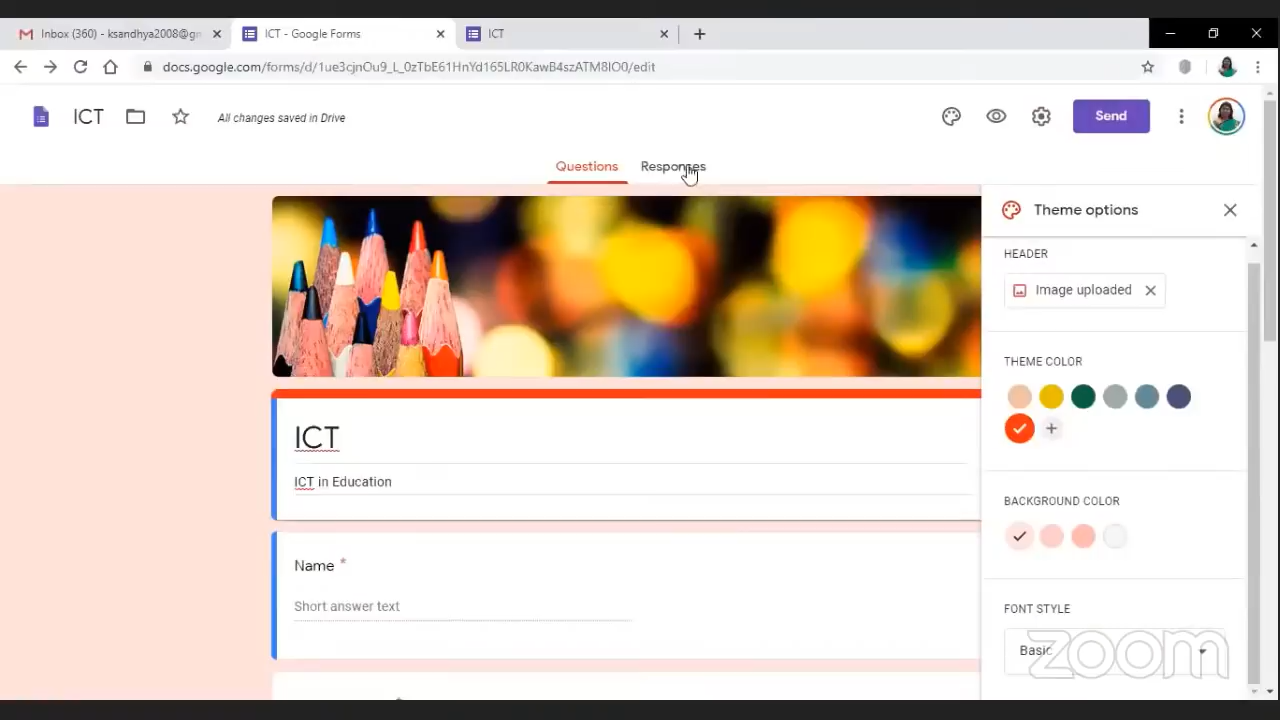 Inbox (360) - ksandhya2008@gm
ICT - Google Forms
ICT
docs.google.com/forms/d/1ue3cjnOu9_L_0zTbE61HnYd165LR0KawB4szATM8IO0/edit
ICT
All changes saved in Drive
Send
Questions
Responses
Theme options
HEADER
Image uploaded
THEME COLOR
ICT
ICT in Education
BACKGROUND COLOR
Name *
Short answer text
FONT STYLE
Basic
zoom